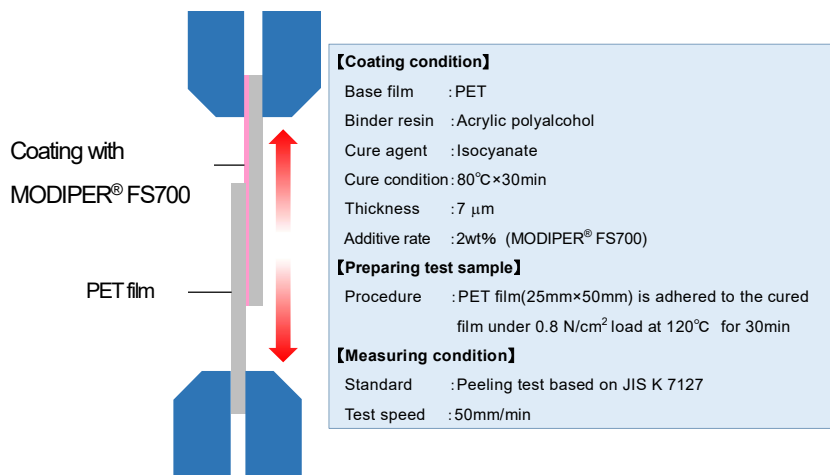 Coating with
MODIPER® FS700
PET film
【Coating condition】
Base film :PET
Binder resin :Acrylic polyalcohol
Cure agent :Isocyanate
Cure condition:80℃×30min
Thickness :7 μm
Additive rate :2wt% (MODIPER® FS700)
【Preparing test sample】
Procedure :PET film(25mm×50mm) is adhered to the cured
film under 0.8 N/cm² load at 120℃ for 30min
【Measuring condition】
Standard :Peeling test based on JIS K 7127
Test speed :50mm/min